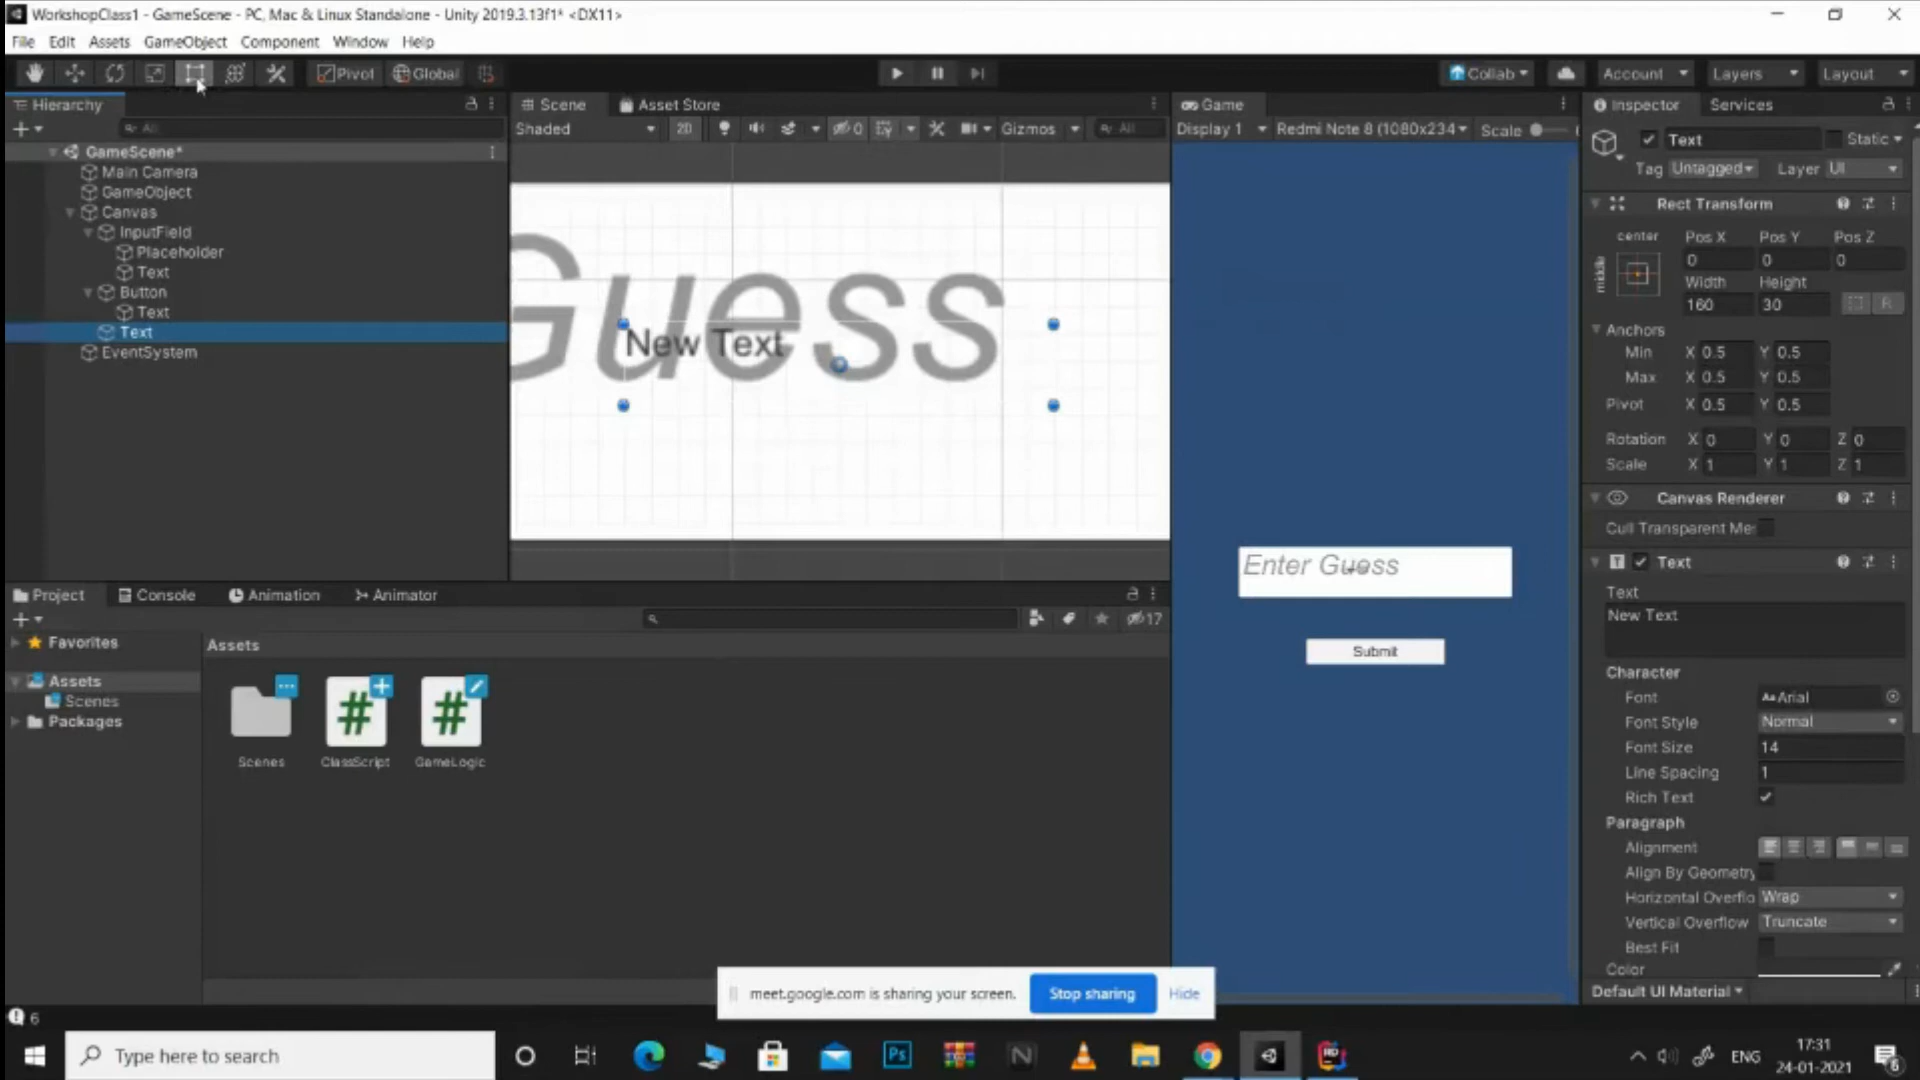 WorkshopClass1 - GameScene - PC, Mac & Linux Standalone - Unity 2019.3.13f1* <DX11>
File Edit Assets GameObject Component Window Help
Pivot Global Collab Account Layers Layout
Hierarchy
All
GameScene*
Main Camera
GameObject
Canvas
InputField
Placeholder
Text
Button
Text
Text
EventSystem
Scene Asset Store
Shaded 2D 0 Gizmos All
Guess
New Text
Game
Display 1 Redmi Note 8 (1080x234 Scale
Enter Guess
Submit
Inspector Services
Text Static
Tag Untagged Layer UI
Rect Transform
center Pos X Pos Y Pos Z
middle 0 0 0
Width Height
160 30 R
Anchors
Min X 0.5 Y 0.5
Max X 0.5 Y 0.5
Pivot X 0.5 Y 0.5
Rotation X 0 Y 0 Z 0
Scale X 1 Y 1 Z 1
Canvas Renderer
Cull Transparent Me
Text
Text
New Text
Character
Font Arial
Font Style Normal
Font Size 14
Line Spacing 1
Rich Text
Paragraph
Alignment
Align By Geometry
Horizontal Overflo Wrap
Vertical Overflow Truncate
Best Fit
Color
Default UI Material
Project Console Animation Animator
17
Favorites
Assets
Scenes
Packages
Assets
Scenes ClassScript GameLogic
meet.google.com is sharing your screen. Stop sharing Hide
6
Type here to search
Ps
N
RD
ENG
17:31
24-01-2021
6